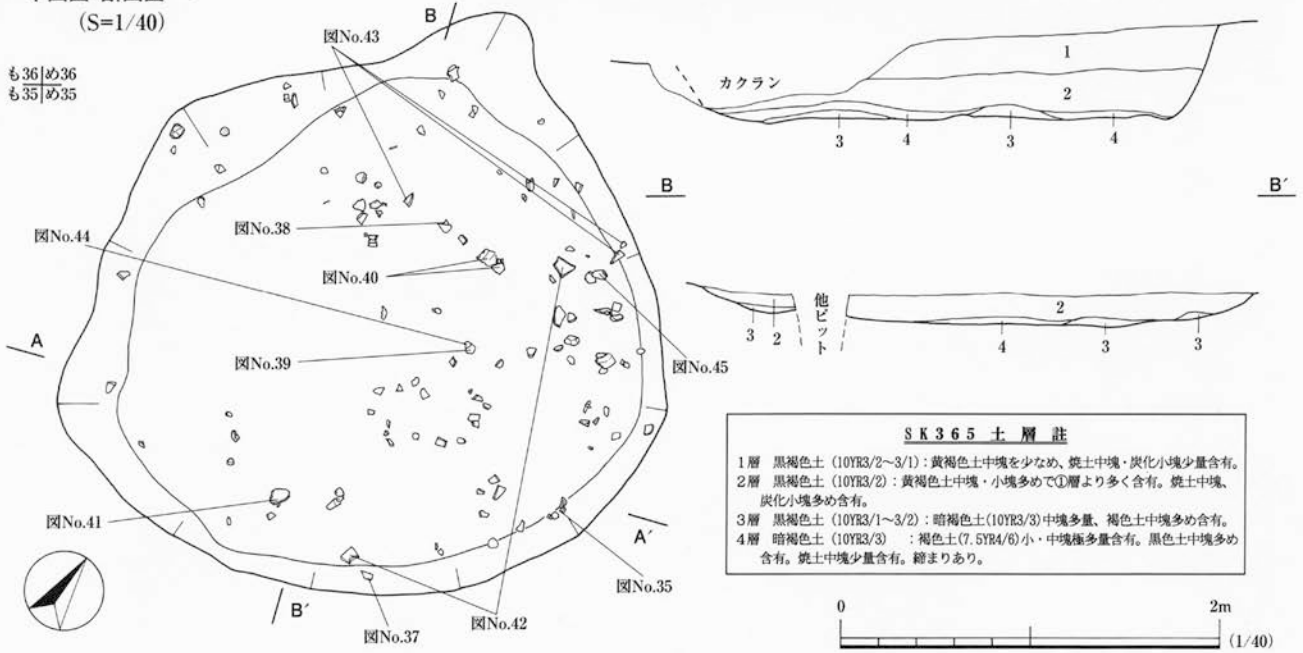 (S=1/40)
も36|め36
も35|め35
B
図No.43
図No.38
図No.44
図No.40
A
図No.39
図No.45
図No.41
A´
図No.35
B´
図No.37
図No.42
カクラン
1
2
3 4 3 4
B B´
他ピット
2
3 2
4 3 3
SK365 土層註
1層 黒褐色土 (10YR3/2〜3/1)：黄褐色土中塊を少なめ、焼土中塊・炭化小塊少量含有。
2層 黒褐色土 (10YR3/2)：黄褐色土中塊・小塊多めで①層より多く含有。焼土中塊、
炭化小塊多め含有。
3層 黒褐色土 (10YR3/1〜3/2)：暗褐色土(10YR3/3)中塊多量、褐色土中塊多め含有。
4層 暗褐色土 (10YR3/3) ：褐色土(7.5YR4/6)小・中塊極多量含有。黒色土中塊多め
含有。焼土中塊少量含有。締まりあり。
0 2m
(1/40)